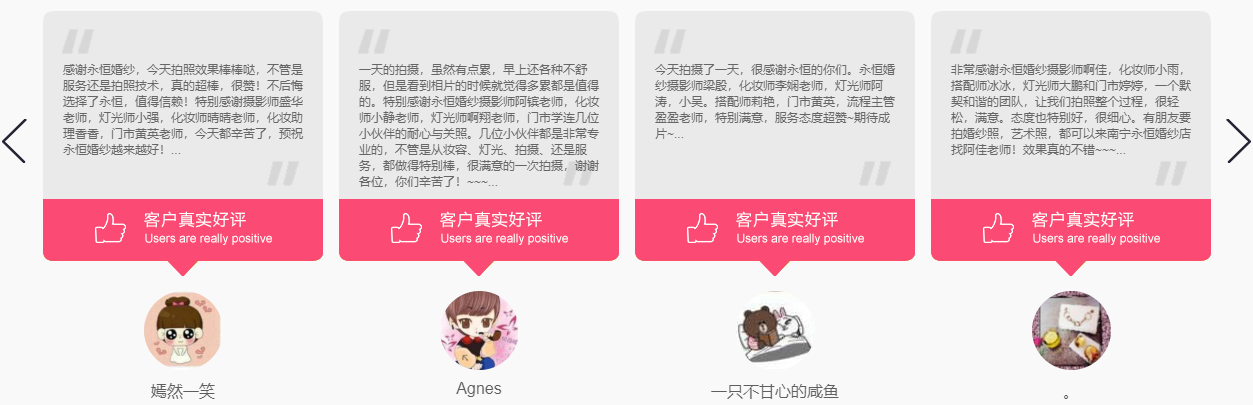 感谢永恒婚纱，今天拍照效果棒棒哒，不管是
服务还是拍照技术，真的超棒，很赞！不后悔
选择了永恒，值得信赖！特别感谢摄影师盛华
老师，灯光师小强，化妆师晴晴老师，化妆助
理香香，门市黄英老师，今天都辛苦了，预祝
永恒婚纱越来越好！...
客户真实好评
Users are really positive
嫣然一笑
一天的拍摄，虽然有点累，早上还各种不舒
服，但是看到相片的时候就觉得多累都是值得
的。特别感谢永恒婚纱摄影师阿镔老师，化妆
师小静老师，灯光师啊翔老师，门市学连几位
小伙伴的耐心与关照。几位小伙伴都是非常专
业的，不管是从妆容、灯光、拍摄、还是服
务，都做得特别棒，很满意的一次拍摄，谢谢
各位，你们辛苦了！~~~...
客户真实好评
Users are really positive
Agnes
今天拍摄了一天，很感谢永恒的你们。永恒婚
纱摄影师梁殷，化妆师李娴老师，灯光师阿
涛，小吴。搭配师莉艳，门市黄英，流程主管
盈盈老师，特别满意，服务态度超赞~期待成
片~...
客户真实好评
Users are really positive
一只不甘心的咸鱼
非常感谢永恒婚纱摄影师啊佳，化妆师小雨，
搭配师冰冰，灯光师大鹏和门市婷婷，一个默
契和谐的团队，让我们拍照整个过程，很轻
松，满意。态度也特别好，很细心。有朋友要
拍婚纱照，艺术照，都可以来南宁永恒婚纱店
找阿佳老师！效果真的不错~~~...
客户真实好评
Users are really positive
。